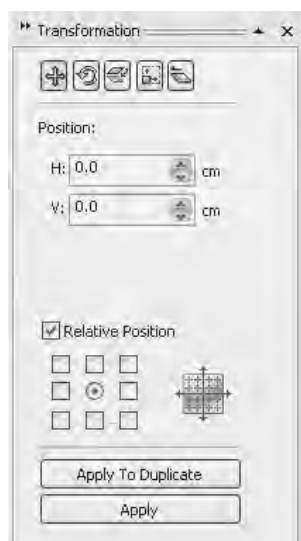 Transformation
Position:
H: 0.0 cm
V: 0.0 cm
Relative Position
Apply To Duplicate
Apply